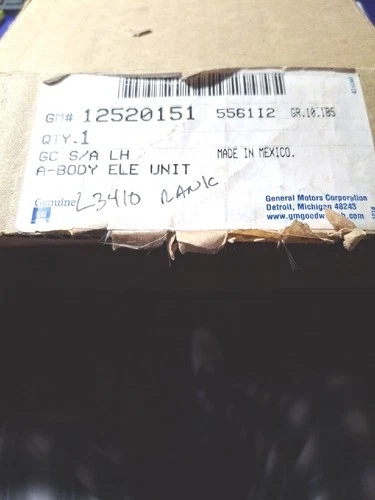 GM# 12520151 556112 GR.10.185
QTY.1
GC S/A LH MADE IN MEXICO.
A-BODY ELE UNIT
Genuine L3410 RANK
General Motors Corporation
Detroit, Michigan 48243